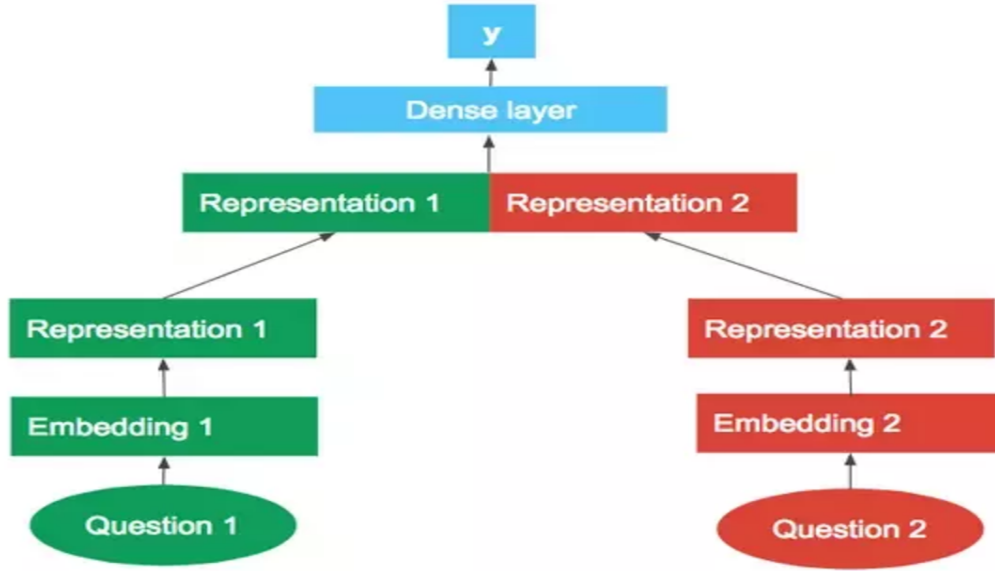 y
Dense layer
Representation 1 Representation 2
Representation 1 Representation 2
Embedding 1 Embedding 2
Question 1 Question 2